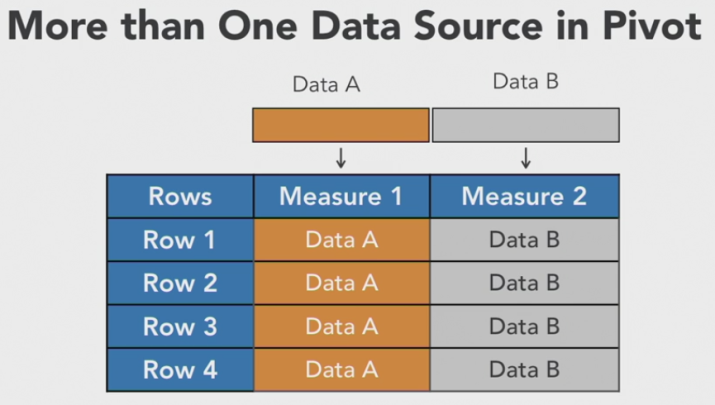 More than One Data Source in Pivot
Data A Data B
Rows Measure 1 Measure 2
Row 1 Data A Data B
Row 2 Data A Data B
Row 3 Data A Data B
Row 4 Data A Data B